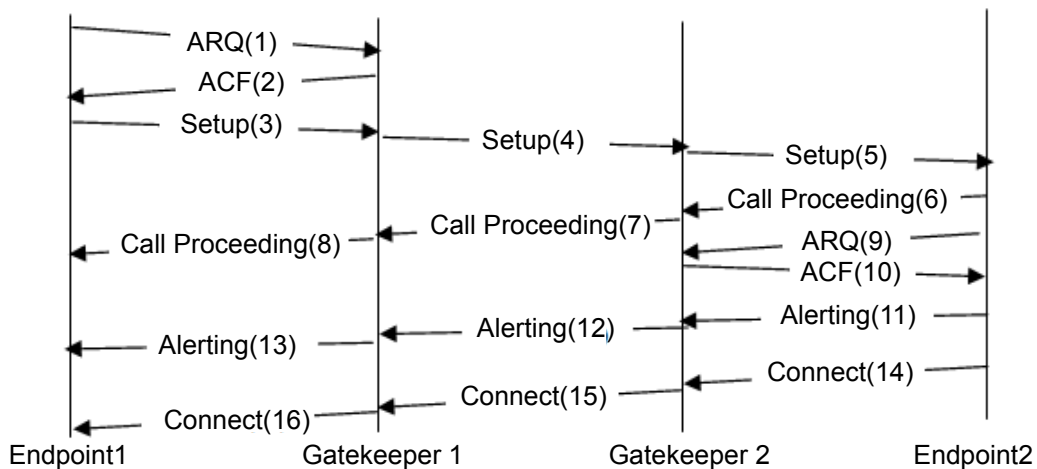 ARQ(1)
ACF(2)
Setup(3)
Setup(4)
Setup(5)
Call Proceeding(6)
Call Proceeding(7)
Call Proceeding(8)
ARQ(9)
ACF(10)
Alerting(11)
Alerting(12)
Alerting(13)
Connect(14)
Connect(15)
Connect(16)
Endpoint1
Gatekeeper 1
Gatekeeper 2
Endpoint2